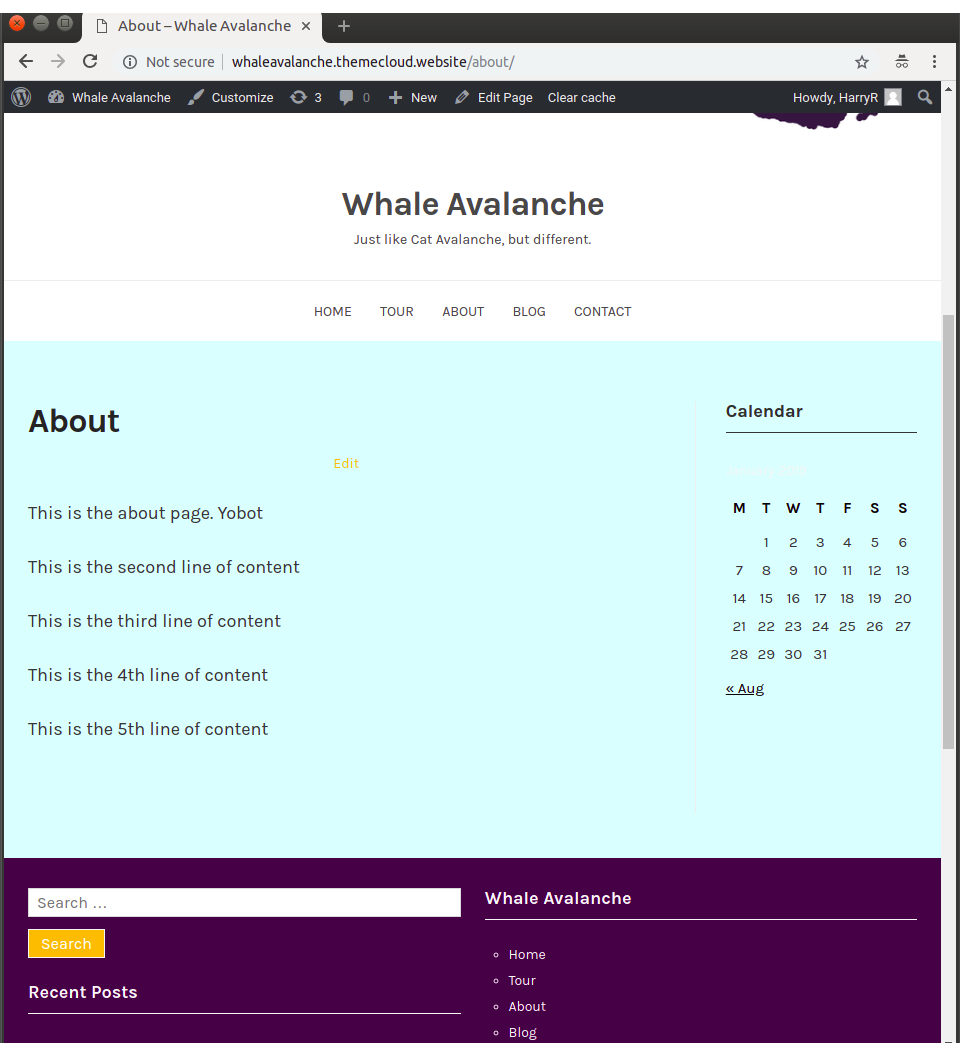 About – Whale Avalanche
Not secure | whaleavalanche.themecloud.website/about/
Whale Avalanche Customize 3 0 New Edit Page Clear cache Howdy, HarryR
Whale Avalanche
Just like Cat Avalanche, but different.
HOME TOUR ABOUT BLOG CONTACT
About
Edit
This is the about page. Yobot
This is the second line of content
This is the third line of content
This is the 4th line of content
This is the 5th line of content
Calendar
M T W T F S S
1 2 3 4 5 6
7 8 9 10 11 12 13
14 15 16 17 18 19 20
21 22 23 24 25 26 27
28 29 30 31
« Aug
Search …
Search
Recent Posts
Whale Avalanche
Home
Tour
About
Blog